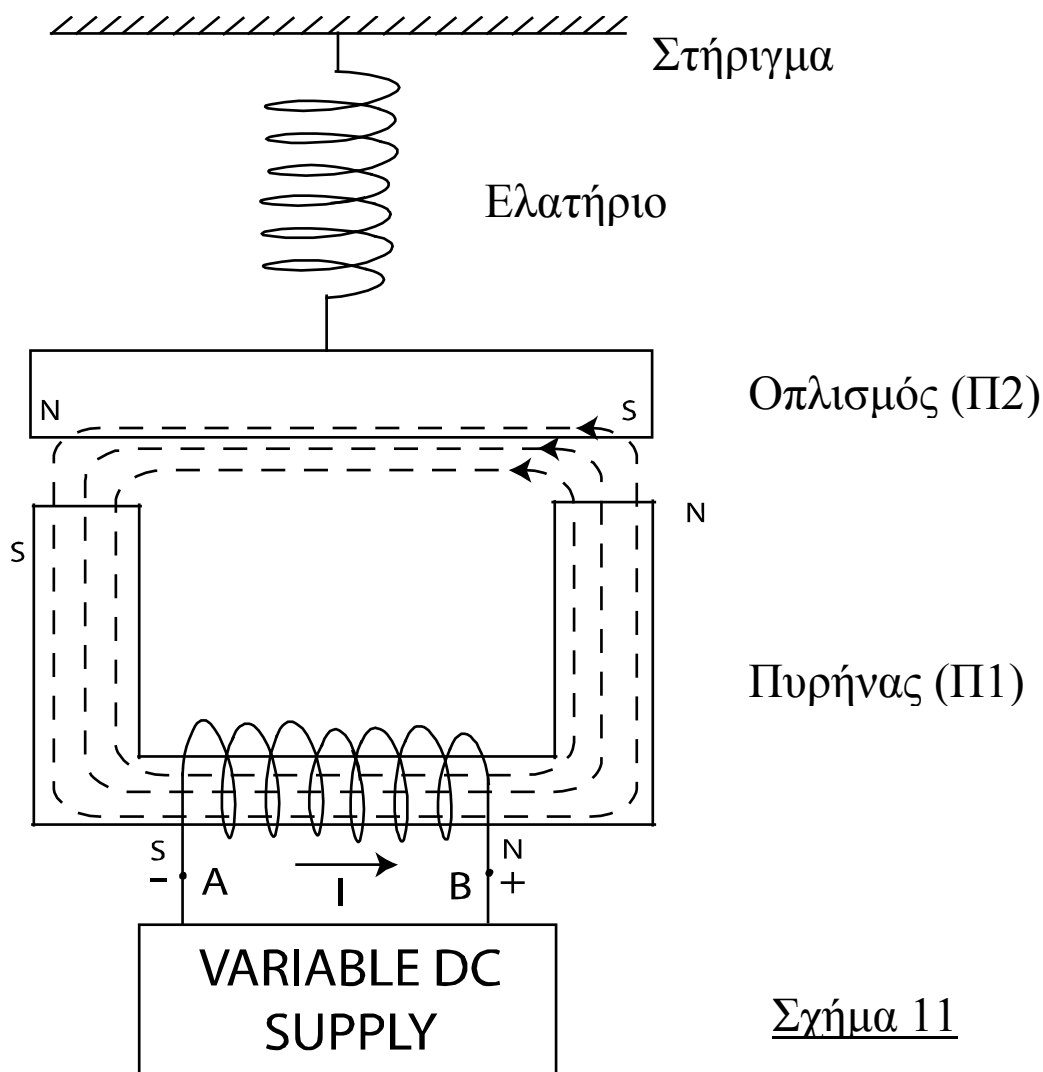 Στήριγμα
Ελατήριο
Οπλισμός (Π2)
N
S
S
N
Πυρήνας (Π1)
S
N
- A
I
B +
VARIABLE DC
SUPPLY
Σχήμα 11